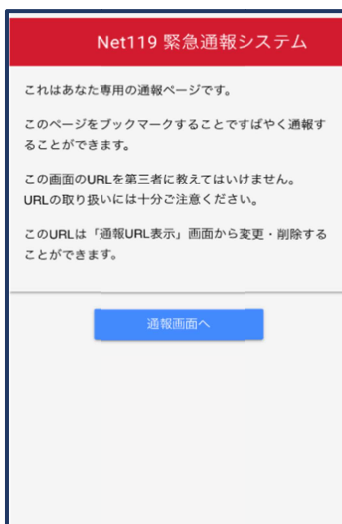 Net119 緊急通報システム
これはあなた専用の通報ページです。
このページをブックマークすることですばやく通報す
ることができます。
この画面のURLを第三者に教えてはいけません。
URLの取り扱いには十分ご注意ください。
このURLは「通報URL表示」画面から変更・削除する
ことができます。
通報画面へ